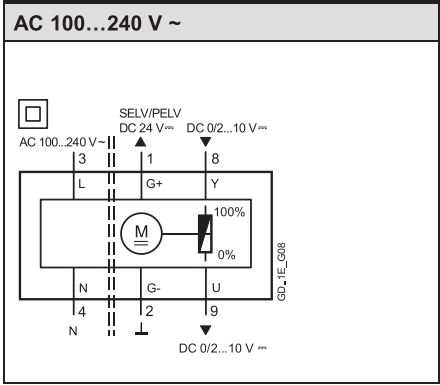 AC 100...240 V ~
SELV/PELV
DC 24 V⎓ DC 0/2...10 V⎓
AC 100...240 V~
3 1 8
L G+ Y
100%
M
0%
N G- U
GD_1E_G08
4 2 9
N ⊥
DC 0/2...10 V⎓